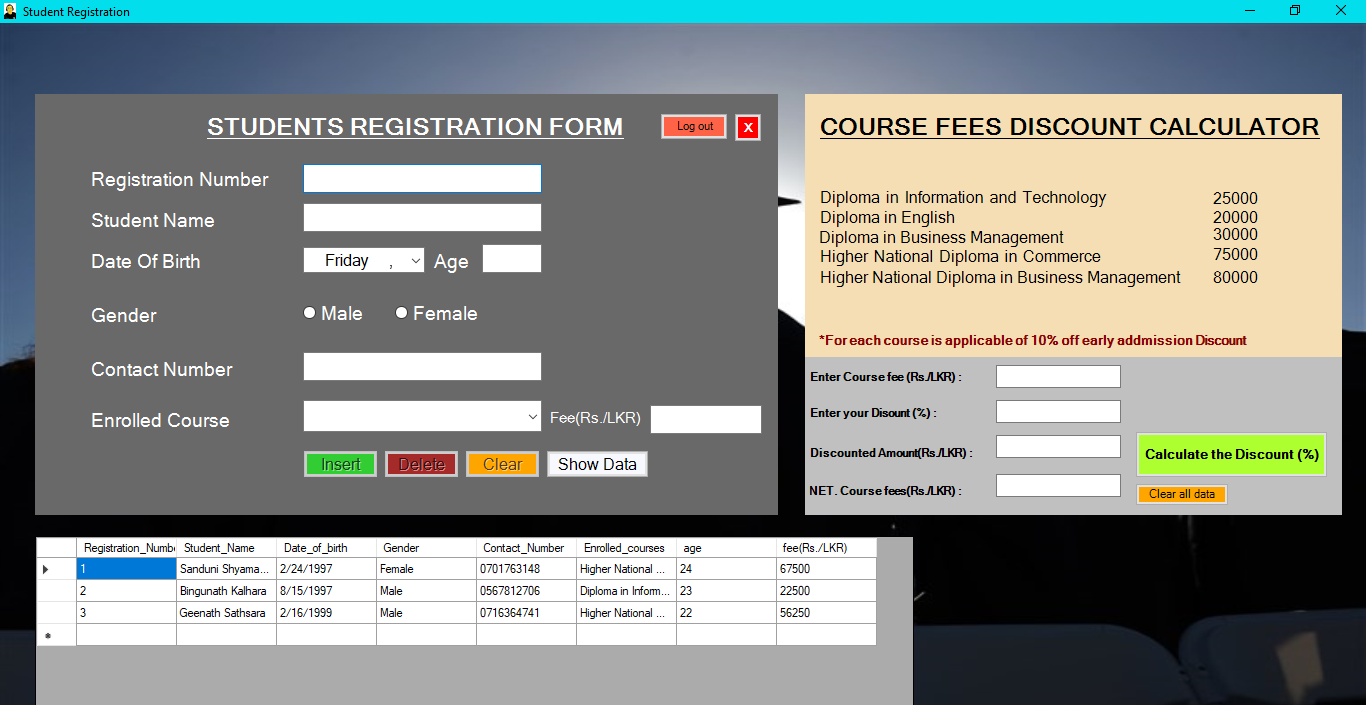 Student Registration
STUDENTS REGISTRATION FORM
Log out
X
Registration Number
Student Name
Date Of Birth
Friday ,
Age
Gender
Male
Female
Contact Number
Enrolled Course
Fee(Rs./LKR)
Insert
Delete
Clear
Show Data
COURSE FEES DISCOUNT CALCULATOR
Diploma in Information and Technology 25000
Diploma in English 20000
Diploma in Business Management 30000
Higher National Diploma in Commerce 75000
Higher National Diploma in Business Management 80000
*For each course is applicable of 10% off early addmission Discount
Enter Course fee (Rs./LKR) :
Enter your Disount (%) :
Discounted Amount(Rs./LKR) :
Calculate the Discount (%)
NET. Course fees(Rs./LKR) :
Clear all data
Registration_Numbe Student_Name Date_of_birth Gender Contact_Number Enrolled_courses age fee(Rs./LKR)
1 Sanduni Shyama... 2/24/1997 Female 0701763148 Higher National ... 24 67500
2 Bingunath Kalhara 8/15/1997 Male 0567812706 Diploma in Inform... 23 22500
3 Geenath Sathsara 2/16/1999 Male 0716364741 Higher National ... 22 56250